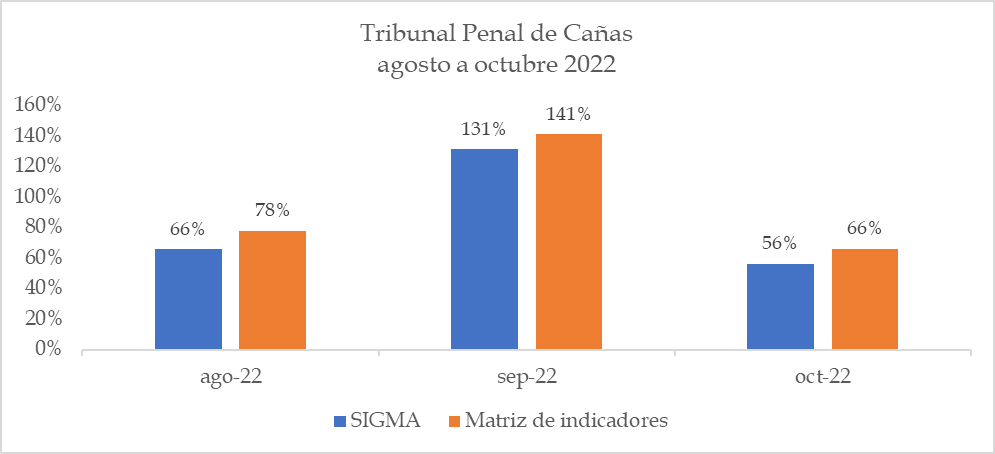 Tribunal Penal de Cañas
agosto a octubre 2022
160%
140%
120%
100%
80%
60%
40%
20%
0%
66%
78%
131%
141%
56%
66%
ago-22
sep-22
oct-22
SIGMA
Matriz de indicadores